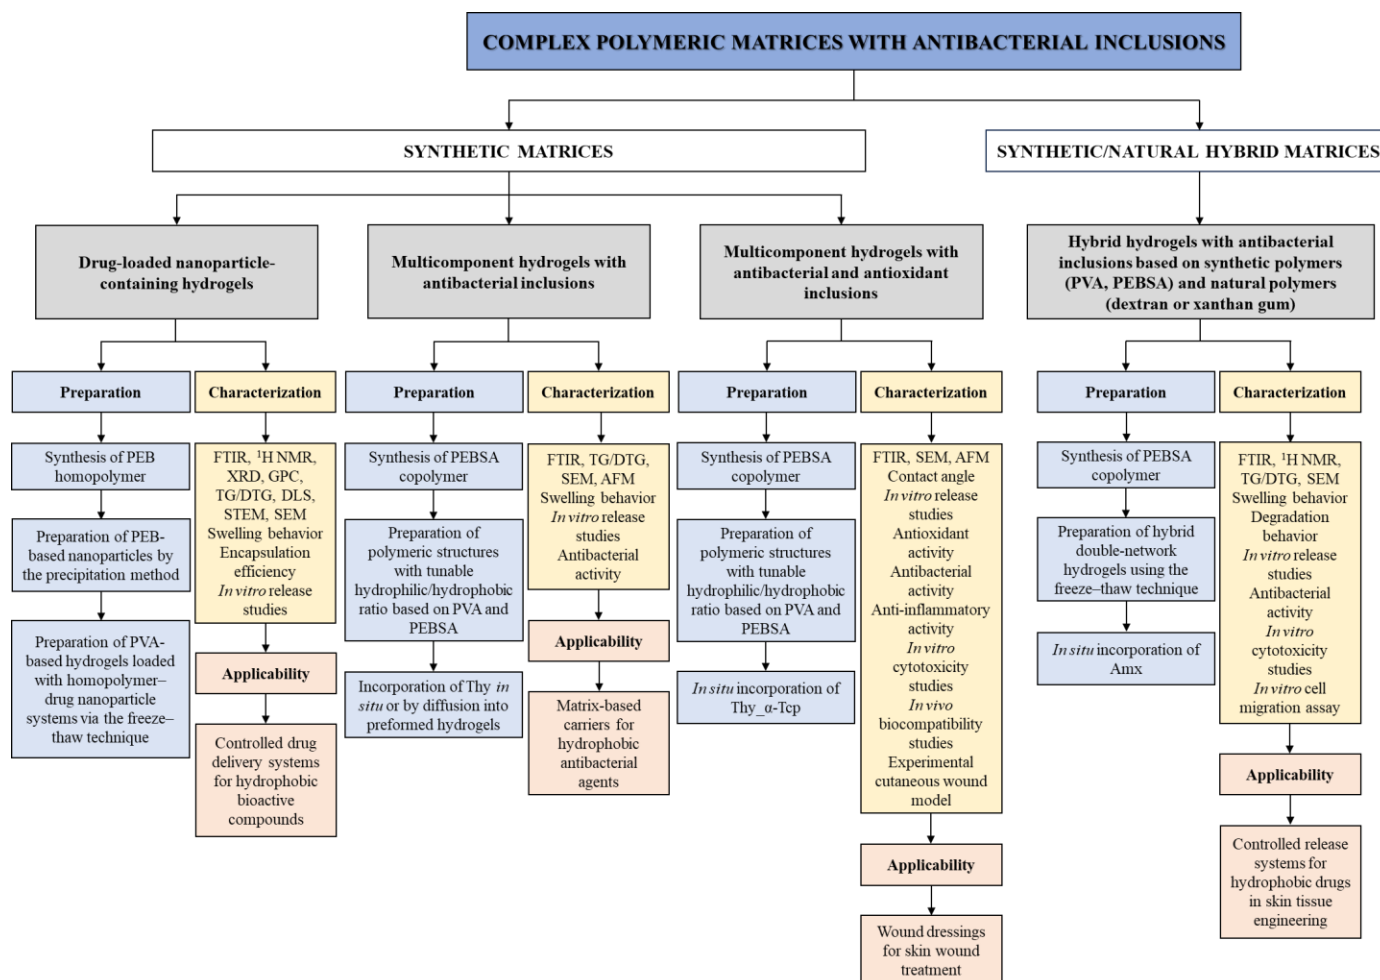 COMPLEX POLYMERIC MATRICES WITH ANTIBACTERIAL INCLUSIONS
SYNTHETIC MATRICES
SYNTHETIC/NATURAL HYBRID MATRICES
Drug-loaded nanoparticle-
containing hydrogels
Multicomponent hydrogels with
antibacterial inclusions
Multicomponent hydrogels with
antibacterial and antioxidant
inclusions
Hybrid hydrogels with antibacterial
inclusions based on synthetic polymers
(PVA, PEBSA) and natural polymers
(dextran or xanthan gum)
Preparation
Synthesis of PEB
homopolymer
Preparation of PEB-
based nanoparticles by
the precipitation method
Preparation of PVA-
based hydrogels loaded
with homopolymer–
drug nanoparticle
systems via the freeze–
thaw technique
Characterization
FTIR, ¹H NMR,
XRD, GPC,
TG/DTG, DLS,
STEM, SEM
Swelling behavior
Encapsulation
efficiency
In vitro release
studies
Applicability
Controlled drug
delivery systems
for hydrophobic
bioactive
compounds
Preparation
Synthesis of PEBSA
copolymer
Preparation of
polymeric structures
with tunable
hydrophilic/hydrophobic
ratio based on PVA and
PEBSA
Incorporation of Thy in
situ or by diffusion into
preformed hydrogels
Characterization
FTIR, TG/DTG,
SEM, AFM
Swelling behavior
In vitro release
studies
Antibacterial
activity
Applicability
Matrix-based
carriers for
hydrophobic
antibacterial
agents
Preparation
Synthesis of PEBSA
copolymer
Preparation of
polymeric structures
with tunable
hydrophilic/hydrophobic
ratio based on PVA and
PEBSA
In situ incorporation of
Thy_α-Tcp
Characterization
FTIR, SEM, AFM
Contact angle
In vitro release
studies
Antioxidant
activity
Antibacterial
activity
Anti-inflammatory
activity
In vitro
cytotoxicity
studies
In vivo
biocompatibility
studies
Experimental
cutaneous wound
model
Applicability
Wound dressings
for skin wound
treatment
Preparation
Synthesis of PEBSA
copolymer
Preparation of hybrid
double-network
hydrogels using the
freeze–thaw technique
In situ incorporation of
Amx
Characterization
FTIR, ¹H NMR,
TG/DTG, SEM
Swelling behavior
Degradation
behavior
In vitro release
studies
Antibacterial
activity
In vitro
cytotoxicity
studies
In vitro cell
migration assay
Applicability
Controlled release
systems for
hydrophobic drugs
in skin tissue
engineering